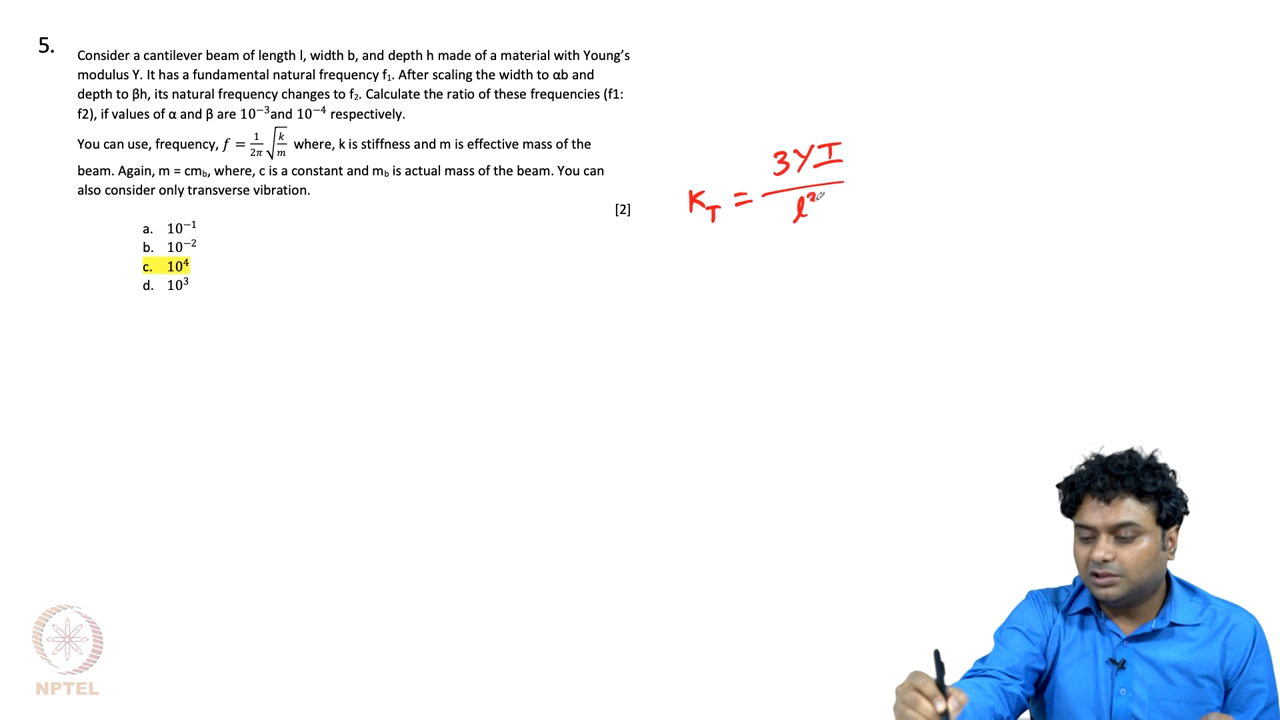 5.
Consider a cantilever beam of length l, width b, and depth h made of a material with Young's
modulus Y. It has a fundamental natural frequency f₁. After scaling the width to αb and
depth to βh, its natural frequency changes to f₂. Calculate the ratio of these frequencies (f1:
f2), if values of α and β are 10⁻³and 10⁻⁴ respectively.
You can use, frequency, f = 1/2π √k/m where, k is stiffness and m is effective mass of the
beam. Again, m = cm_b, where, c is a constant and m_b is actual mass of the beam. You can
also consider only transverse vibration.
[2]
a. 10⁻¹
b. 10⁻²
c. 10⁴
d. 10³
K_T = 3YI / l
NPTEL